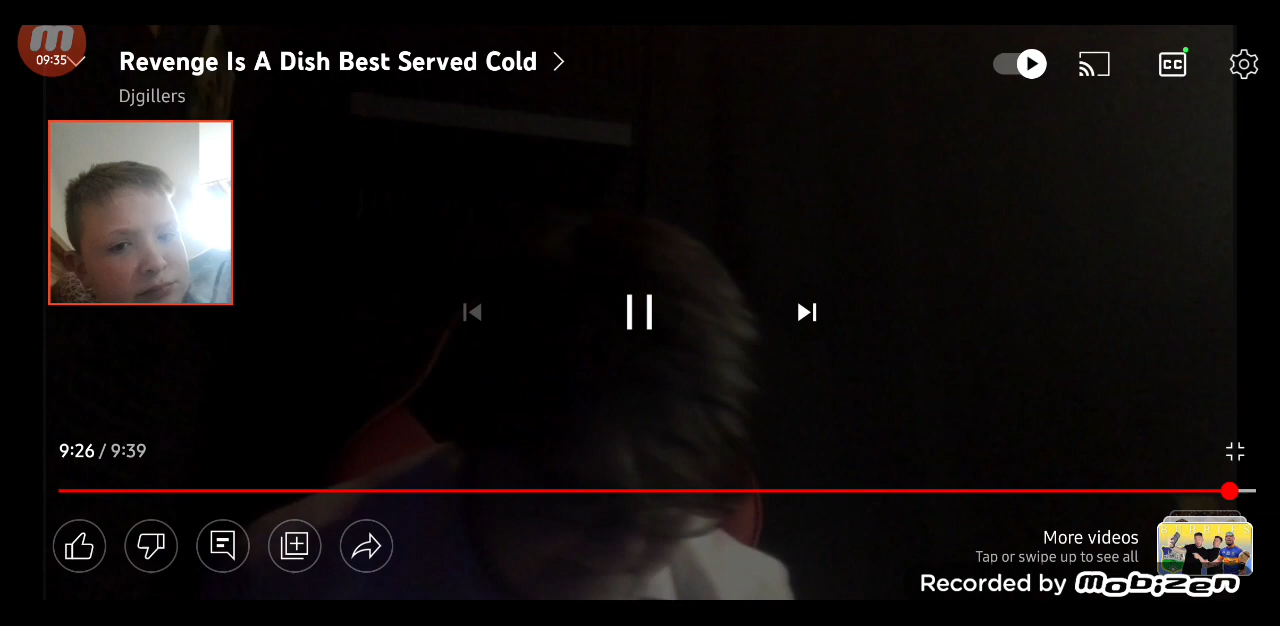 09:35
Revenge Is A Dish Best Served Cold
Djgillers
CC
9:26 / 9:39
More videos
Tap or swipe up to see all
Recorded by mobizen